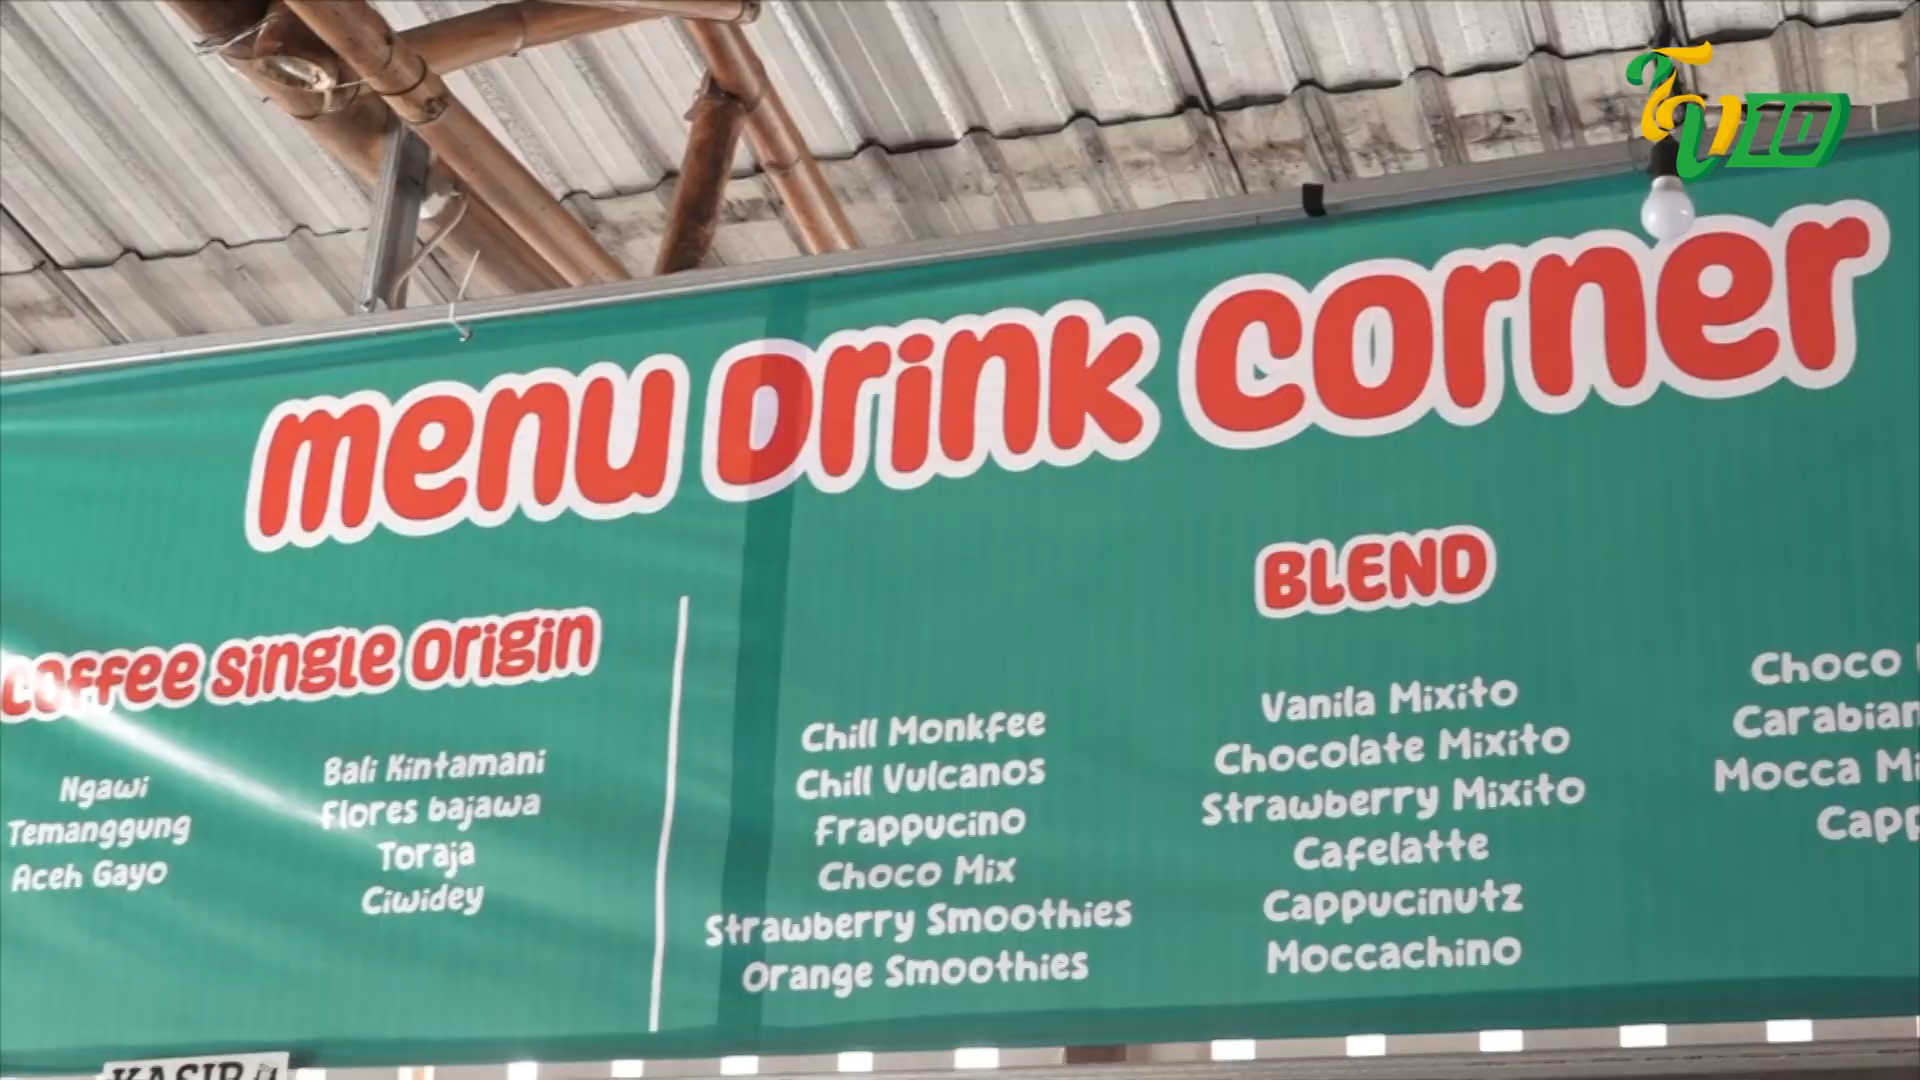 Menu Drink Corner
Coffee Single Origin
Ngawi
Temanggung
Aceh Gayo
Bali Kintamani
Flores bajawa
Toraja
Ciwidey
BLEND
Chill Monkfee
Chill Vulcanos
Frappucino
Choco Mix
Strawberry Smoothies
Orange Smoothies
Vanila Mixito
Chocolate Mixito
Strawberry Mixito
Cafelatte
Cappucinutz
Moccachino
Choco
Carabian
Mocca
KASIR